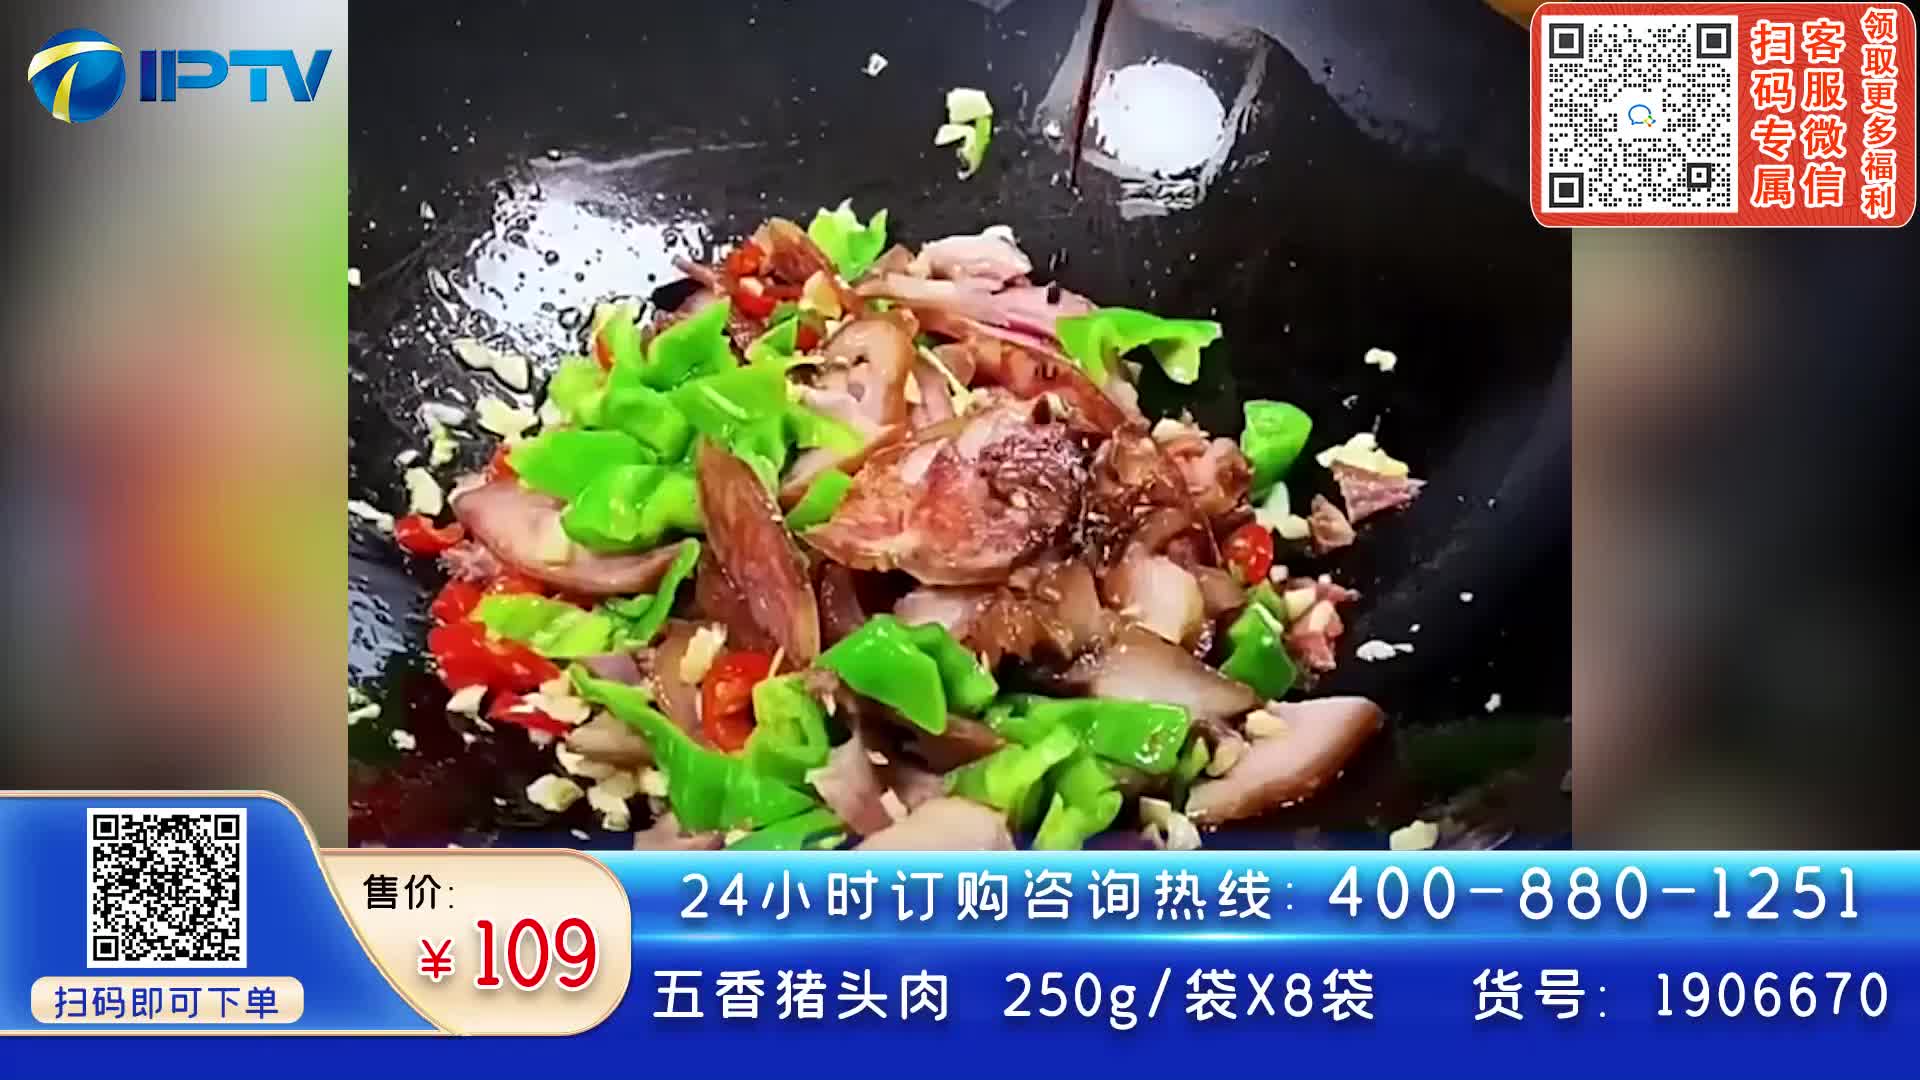 IPTV
扫码专属
客服微信
领取更多福利
扫码即可下单
售价:
¥109
24小时订购咨询热线: 400-880-1251
五香猪头肉 250g/袋X8袋 货号: 1906670